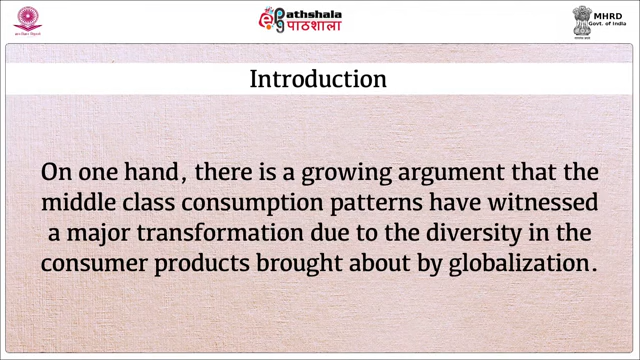 ePathshala
पाठशाला
MHRD
Govt. of India
Introduction
On one hand, there is a growing argument that the
middle class consumption patterns have witnessed
a major transformation due to the diversity in the
consumer products brought about by globalization.